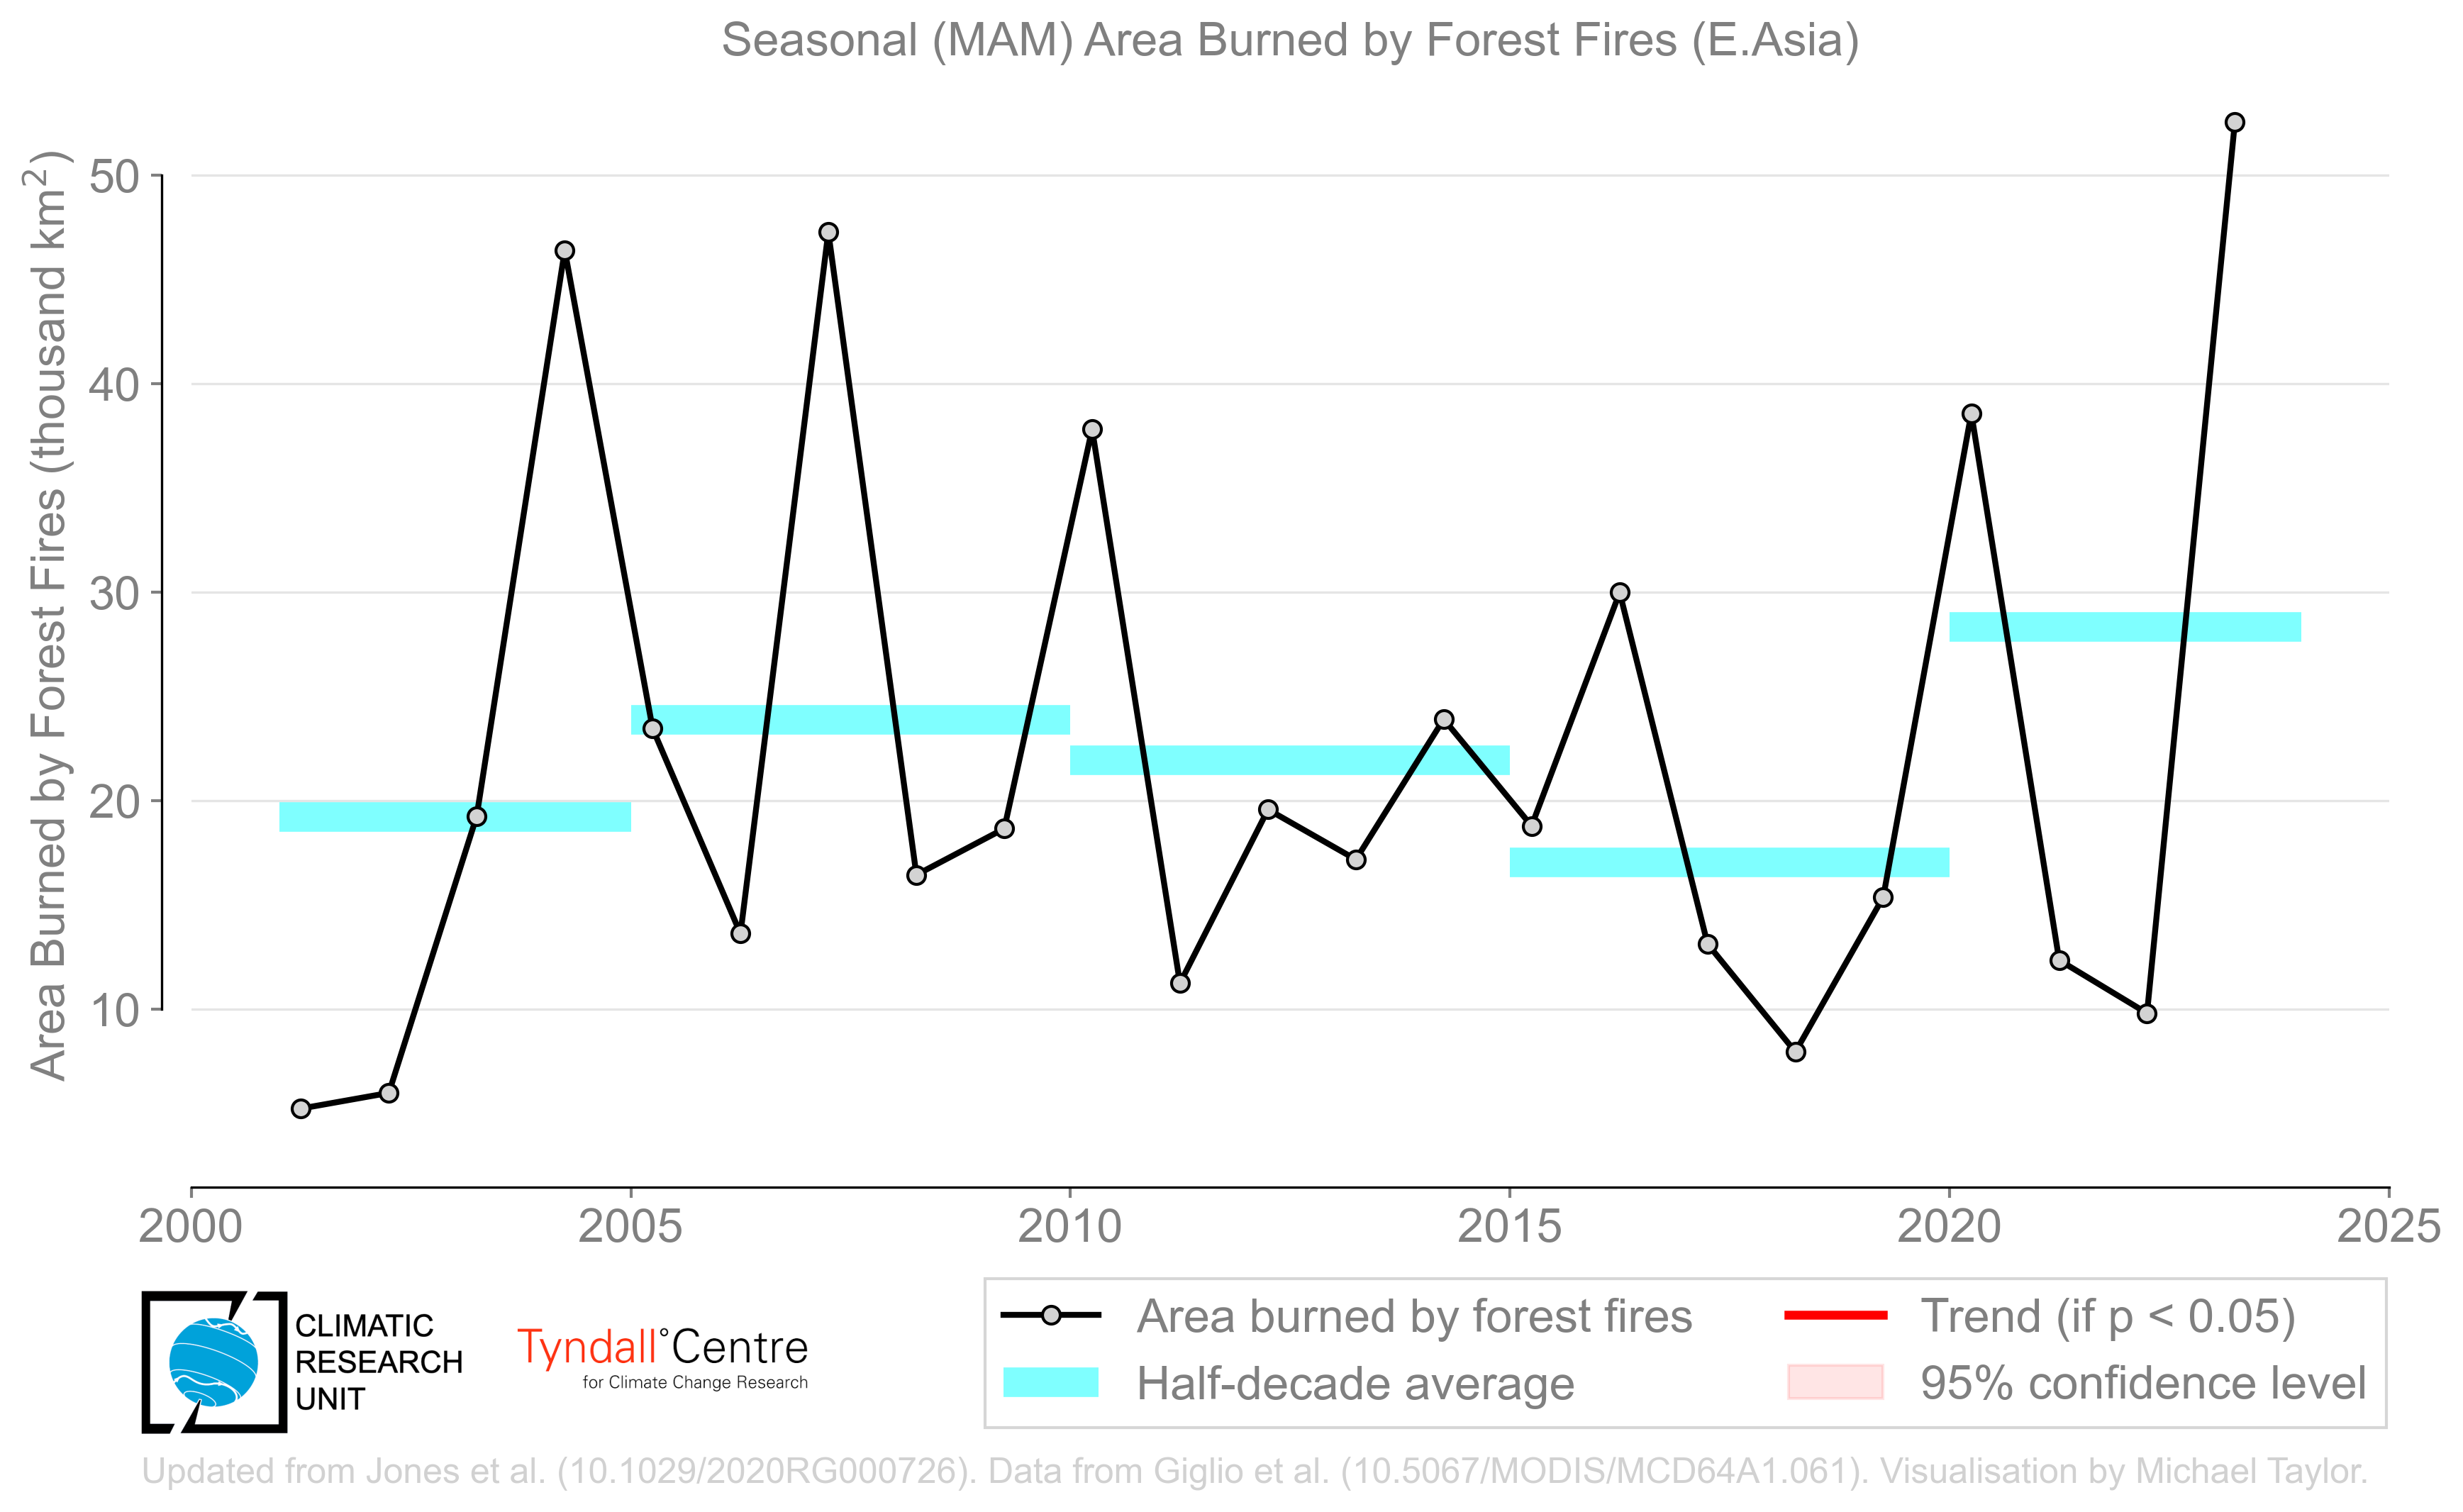 Seasonal (MAM) Area Burned by Forest Fires (E.Asia)
Area Burned by Forest Fires (thousand km²)
50
40
30
20
10
2000
2005
2010
2015
2020
2025
CLIMATIC
RESEARCH
UNIT
Tyndall°Centre
for Climate Change Research
Area burned by forest fires
Half-decade average
Trend (if p < 0.05)
95% confidence level
Updated from Jones et al. (10.1029/2020RG000726). Data from Giglio et al. (10.5067/MODIS/MCD64A1.061). Visualisation by Michael Taylor.